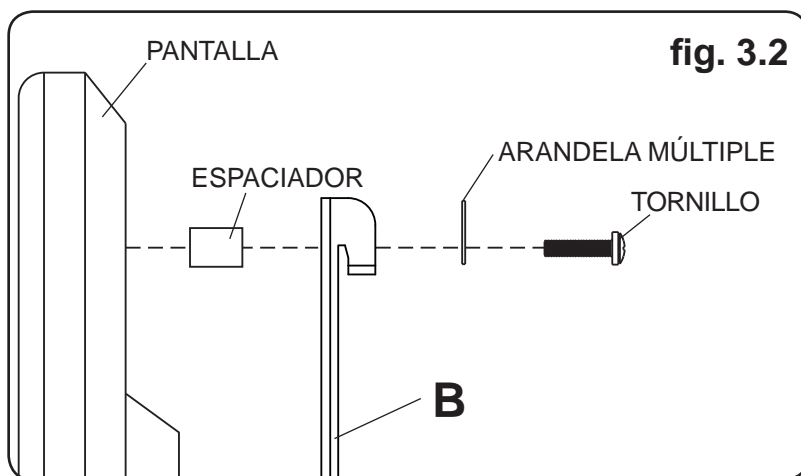 fig. 3.2
PANTALLA
ARANDELA MÚLTIPLE
ESPACIADOR
TORNILLO
B